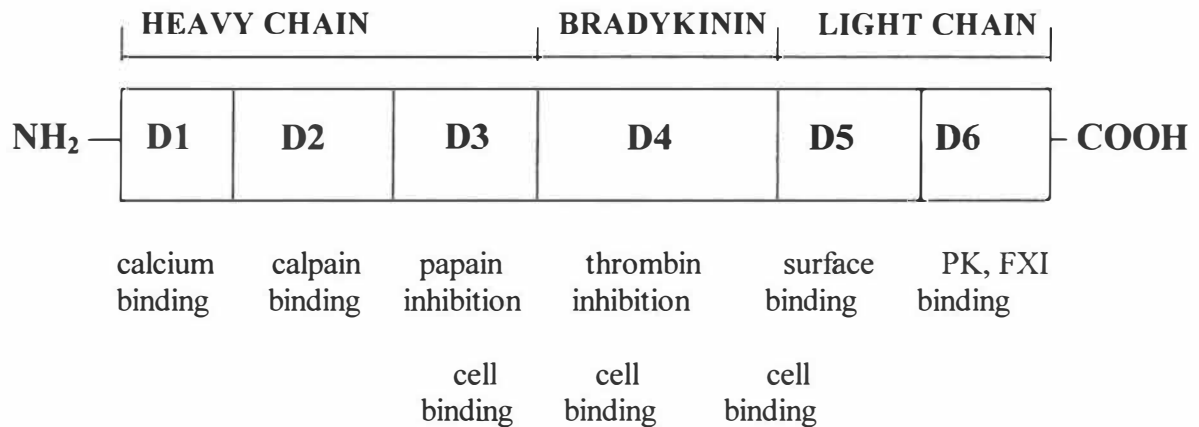 HEAVY CHAIN BRADYKININ LIGHT CHAIN
NH₂ D1 D2 D3 D4 D5 D6 COOH
calcium calpain papain thrombin surface PK, FXI
binding binding inhibition inhibition binding binding
cell cell cell
binding binding binding